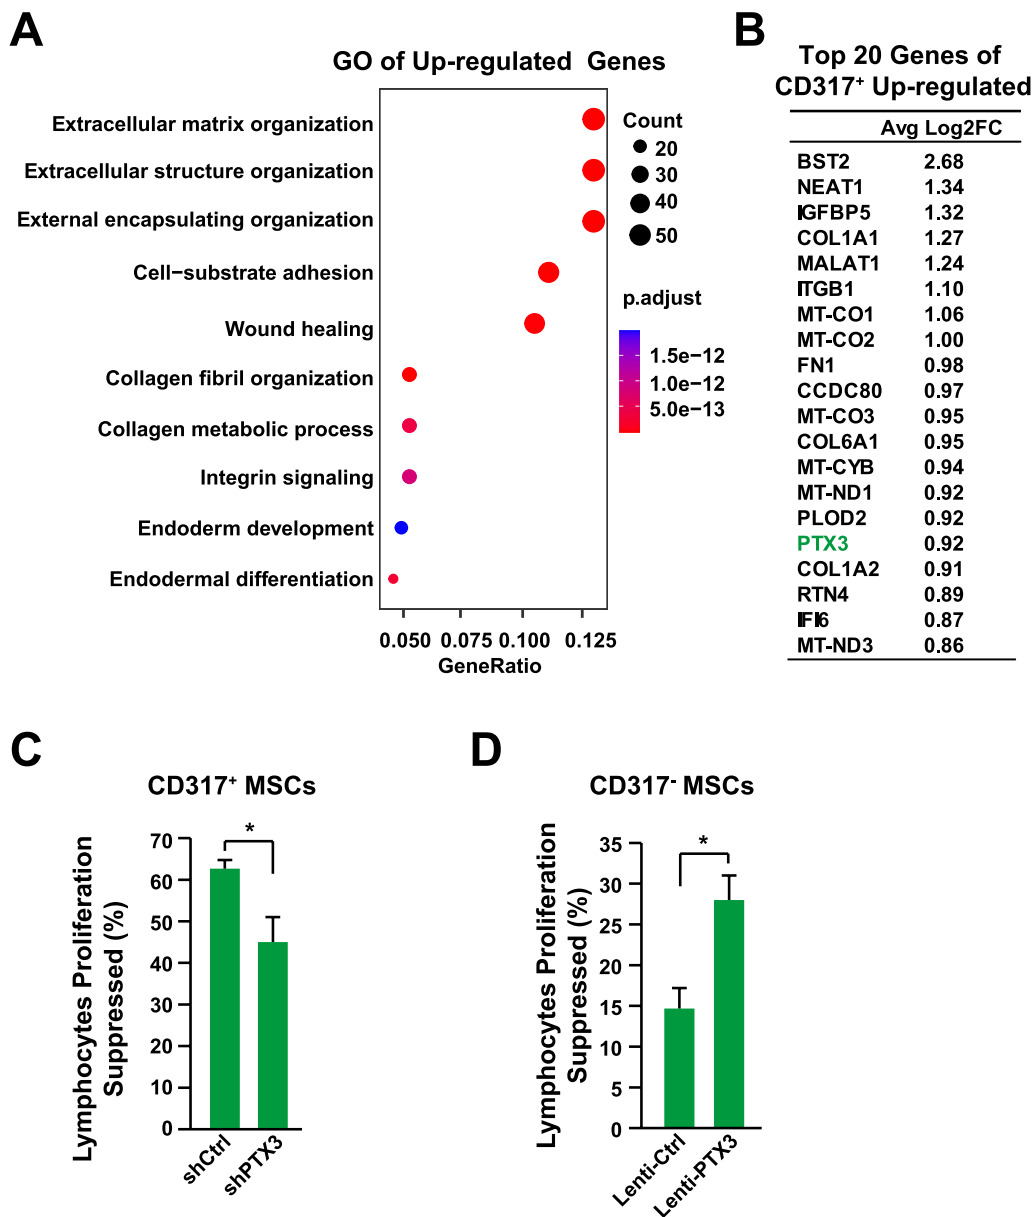 A
GO of Up-regulated Genes
Extracellular matrix organization
Extracellular structure organization
External encapsulating organization
Cell−substrate adhesion
Wound healing
Collagen fibril organization
Collagen metabolic process
Integrin signaling
Endoderm development
Endodermal differentiation
0.050 0.075 0.100 0.125
GeneRatio
Count
20
30
40
50
p.adjust
1.5e−12
1.0e−12
5.0e−13
B
Top 20 Genes of
CD317⁺ Up-regulated
Avg Log2FC
BST2 2.68
NEAT1 1.34
IGFBP5 1.32
COL1A1 1.27
MALAT1 1.24
ITGB1 1.10
MT-CO1 1.06
MT-CO2 1.00
FN1 0.98
CCDC80 0.97
MT-CO3 0.95
COL6A1 0.95
MT-CYB 0.94
MT-ND1 0.92
PLOD2 0.92
PTX3 0.92
COL1A2 0.91
RTN4 0.89
IFI6 0.87
MT-ND3 0.86
C
CD317⁺ MSCs
Lymphocytes Proliferation
Suppressed (%)
70
60
50
40
30
20
10
0
*
shCtrl
shPTX3
D
CD317⁻ MSCs
Lymphocytes Proliferation
Suppressed (%)
35
30
25
20
15
10
5
0
*
Lenti-Ctrl
Lenti-PTX3